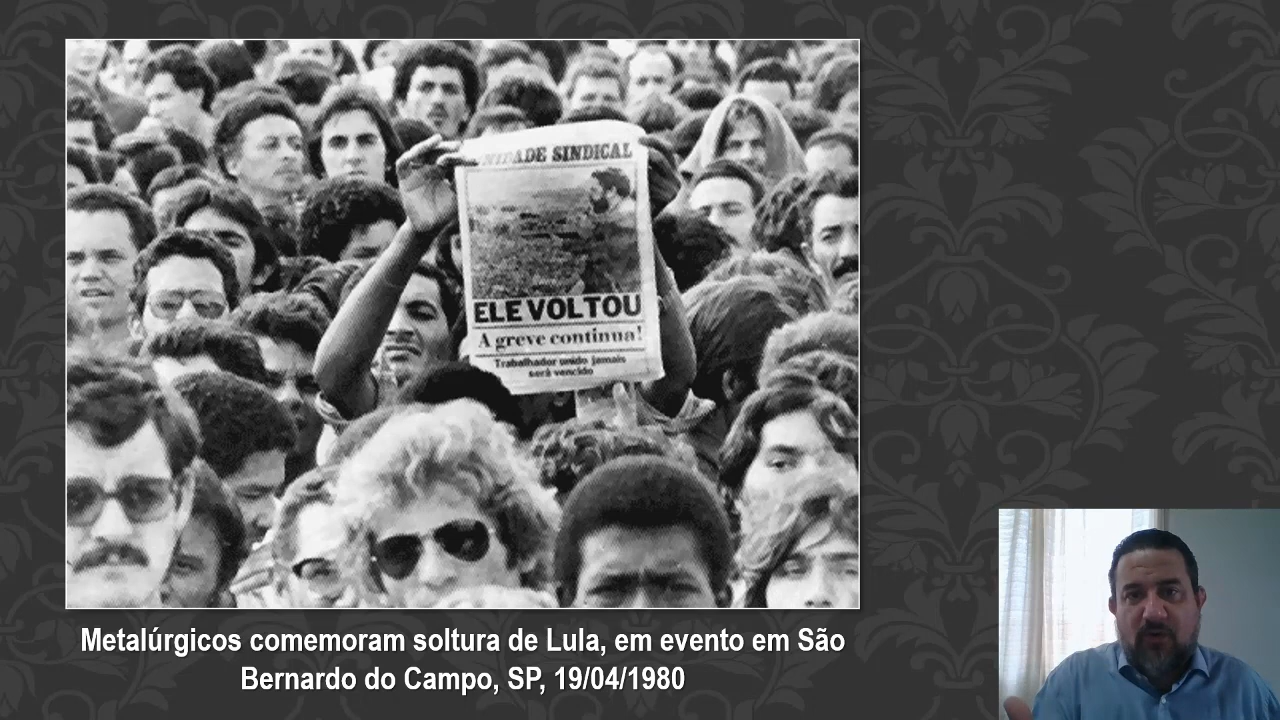 UNIDADE SINDICAL
ELE VOLTOU
A greve continua!
Trabalhador unido jamais
será vencido
Metalúrgicos comemoram soltura de Lula, em evento em São
Bernardo do Campo, SP, 19/04/1980